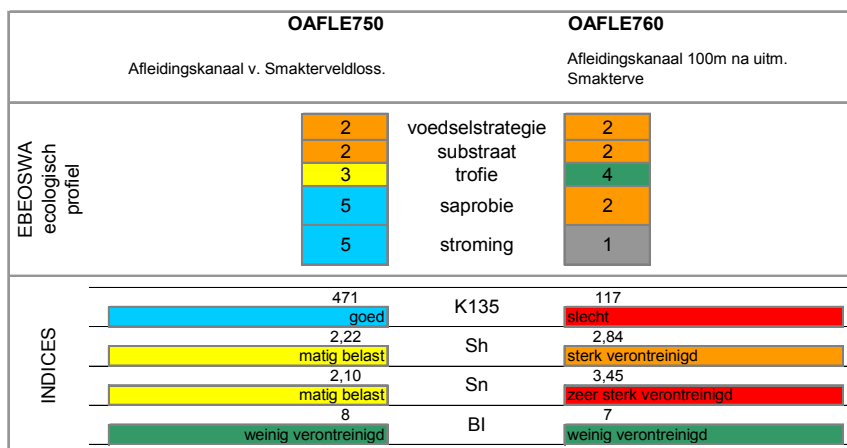 OAFLE750 OAFLE760
Afleidingskanaal v. Smakterveldloss. Afleidingskanaal 100m na uitm.
Smakterve
EBEOSWA
ecologisch
profiel
2 voedselstrategie 2
2 substraat 2
3 trofie 4
5 saprobie 2
5 stroming 1
INDICES
471 K135 117
goed slecht
2,22 Sh 2,84
matig belast sterk verontreinigd
2,10 Sn 3,45
matig belast zeer sterk verontreinigd
8 BI 7
weinig verontreinigd weinig verontreinigd